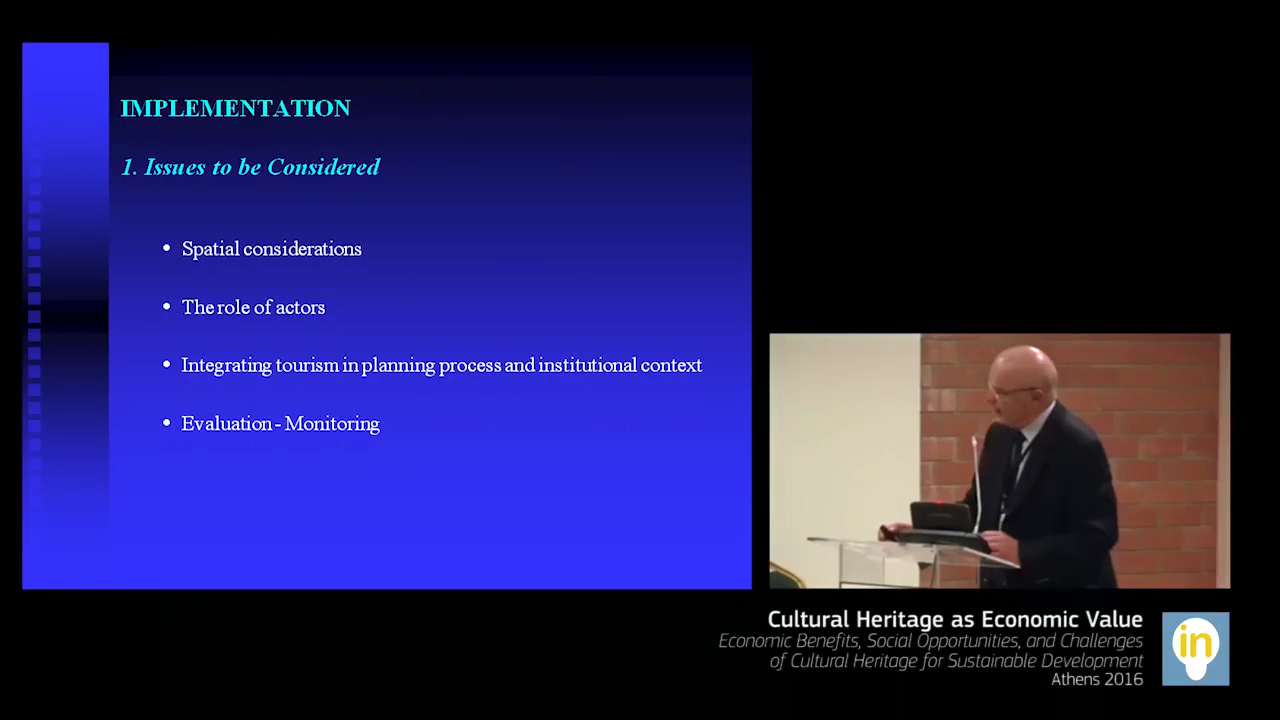 IMPLEMENTATION
1. Issues to be Considered
• Spatial considerations
• The role of actors
• Integrating tourism in planning process and institutional context
• Evaluation - Monitoring
Cultural Heritage as Economic Value
Economic Benefits, Social Opportunities, and Challenges
of Cultural Heritage for Sustainable Development
Athens 2016
in